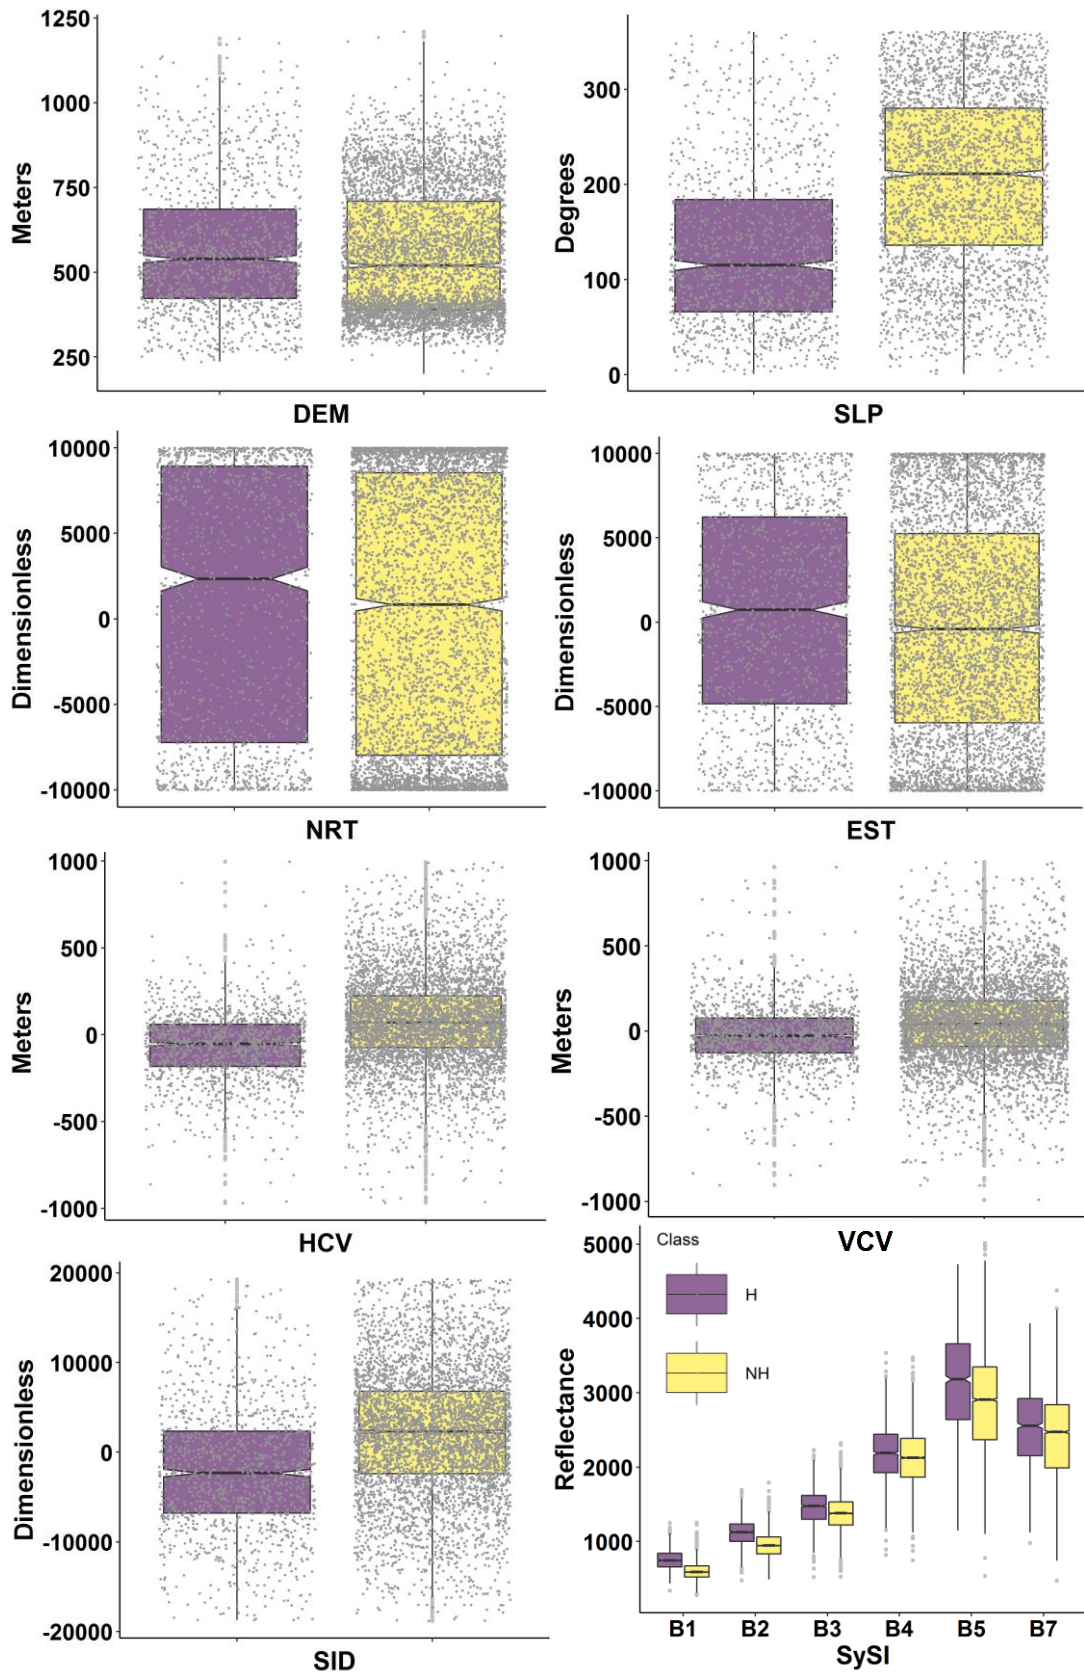 1250
1000
750
500
250
Meters
DEM
300
200
100
0
Degrees
SLP
10000
5000
0
-5000
-10000
Dimensionless
NRT
10000
5000
0
-5000
-10000
Dimensionless
EST
1000
500
0
-500
-1000
Meters
HCV
1000
500
0
-500
-1000
Meters
VCV
20000
10000
0
-10000
-20000
Dimensionless
SID
5000
4000
3000
2000
1000
Reflectance
Class
H
NH
B1 B2 B3 B4 B5 B7
SySI